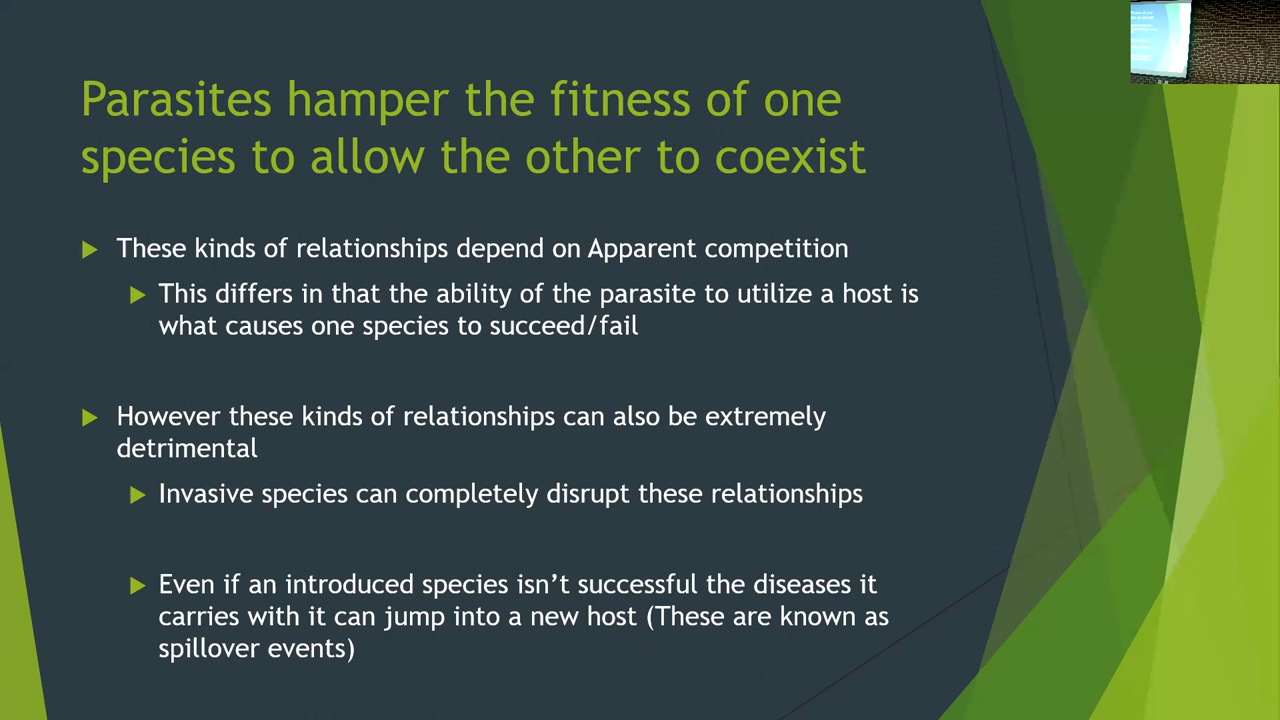 Parasites hamper the fitness of one
species to allow the other to coexist
These kinds of relationships depend on Apparent competition
This differs in that the ability of the parasite to utilize a host is
what causes one species to succeed/fail
However these kinds of relationships can also be extremely
detrimental
Invasive species can completely disrupt these relationships
Even if an introduced species isn’t successful the diseases it
carries with it can jump into a new host (These are known as
spillover events)